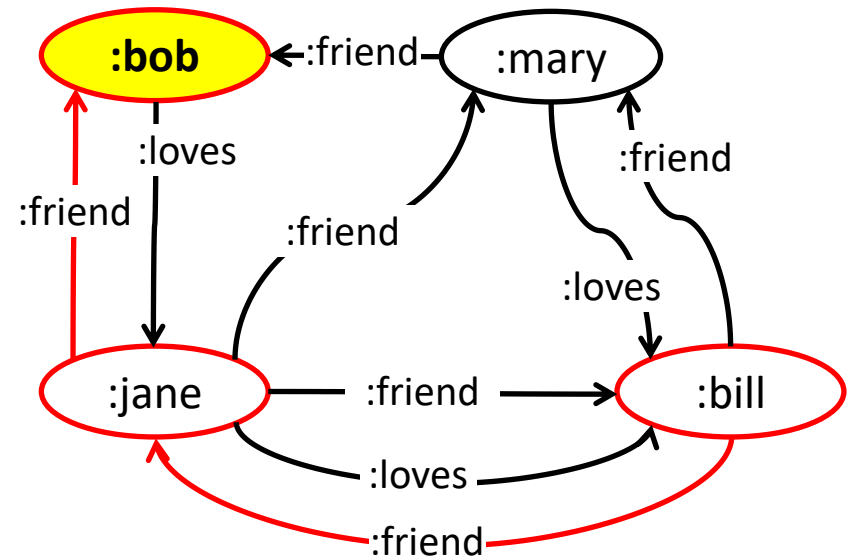 :bob
:friend
:mary
:loves
:friend
:friend
:friend
:loves
:jane
:friend
:bill
:loves
:friend